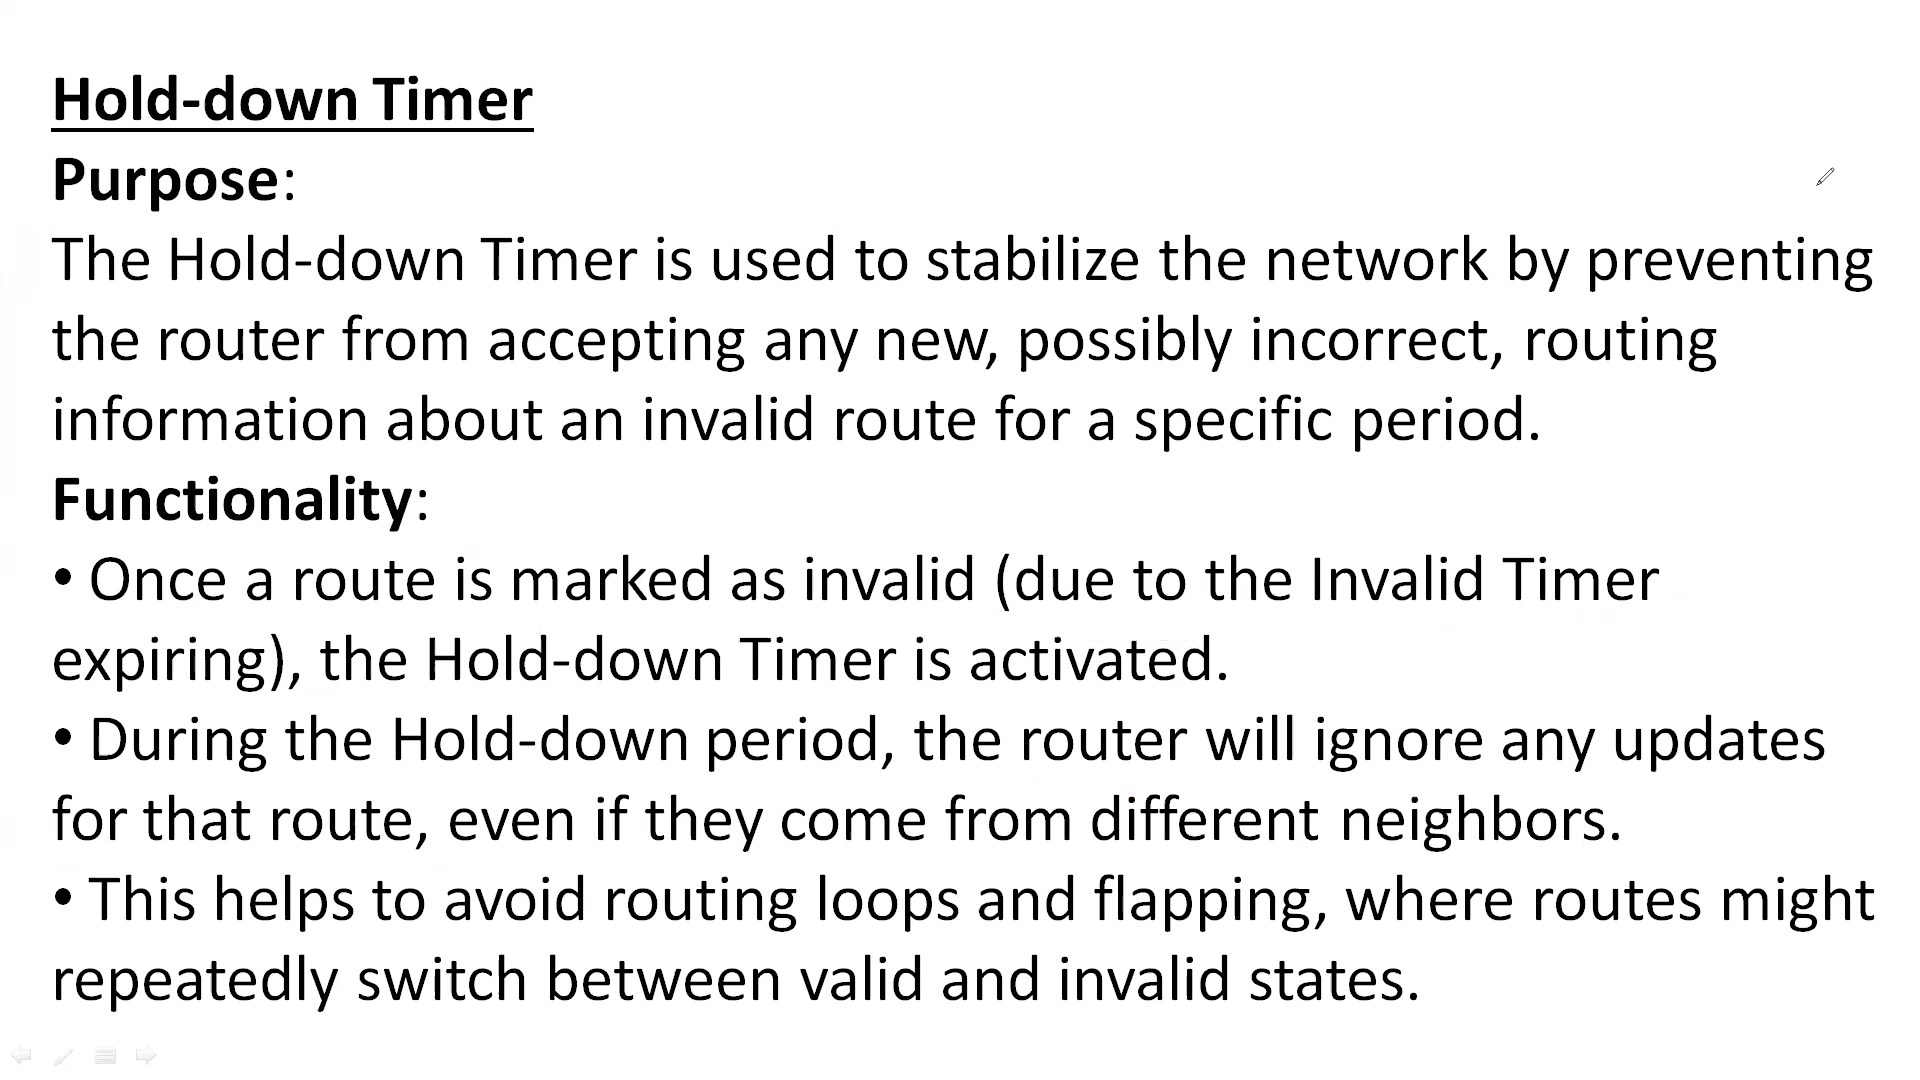 Hold-down Timer
Purpose:
The Hold-down Timer is used to stabilize the network by preventing
the router from accepting any new, possibly incorrect, routing
information about an invalid route for a specific period.
Functionality:
• Once a route is marked as invalid (due to the Invalid Timer
expiring), the Hold-down Timer is activated.
• During the Hold-down period, the router will ignore any updates
for that route, even if they come from different neighbors.
• This helps to avoid routing loops and flapping, where routes might
repeatedly switch between valid and invalid states.